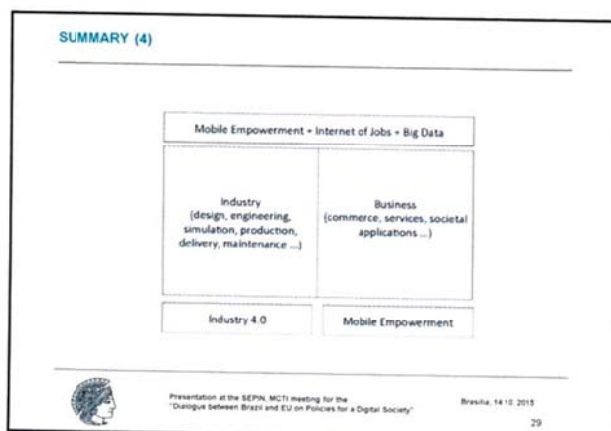 SUMMARY (4)
Mobile Empowerment + Internet of Jobs + Big Data
Industry
(design, engineering,
simulation, production,
delivery, maintenance ...)
Business
(commerce, services, societal
applications ...)
Industry 4.0
Mobile Empowerment
Presentation at the SEPIN, MCTI meeting for the
"Dialogue between Brazil and EU on Policies for a Digital Society"
Brasilia, 14.10. 2015
29